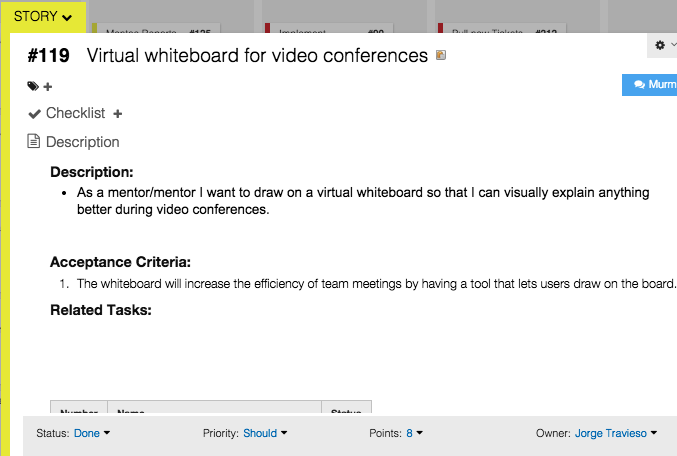 STORY
Mentee Reports #125
Implement #90
Pull new Tickets #212
#119 Virtual whiteboard for video conferences
Murm
Checklist
Description
Description:
• As a mentor/mentor I want to draw on a virtual whiteboard so that I can visually explain anything
better during video conferences.
Acceptance Criteria:
1. The whiteboard will increase the efficiency of team meetings by having a tool that lets users draw on the board.
Related Tasks:
Number Name Status
Status: Done Priority: Should Points: 8 Owner: Jorge Travieso